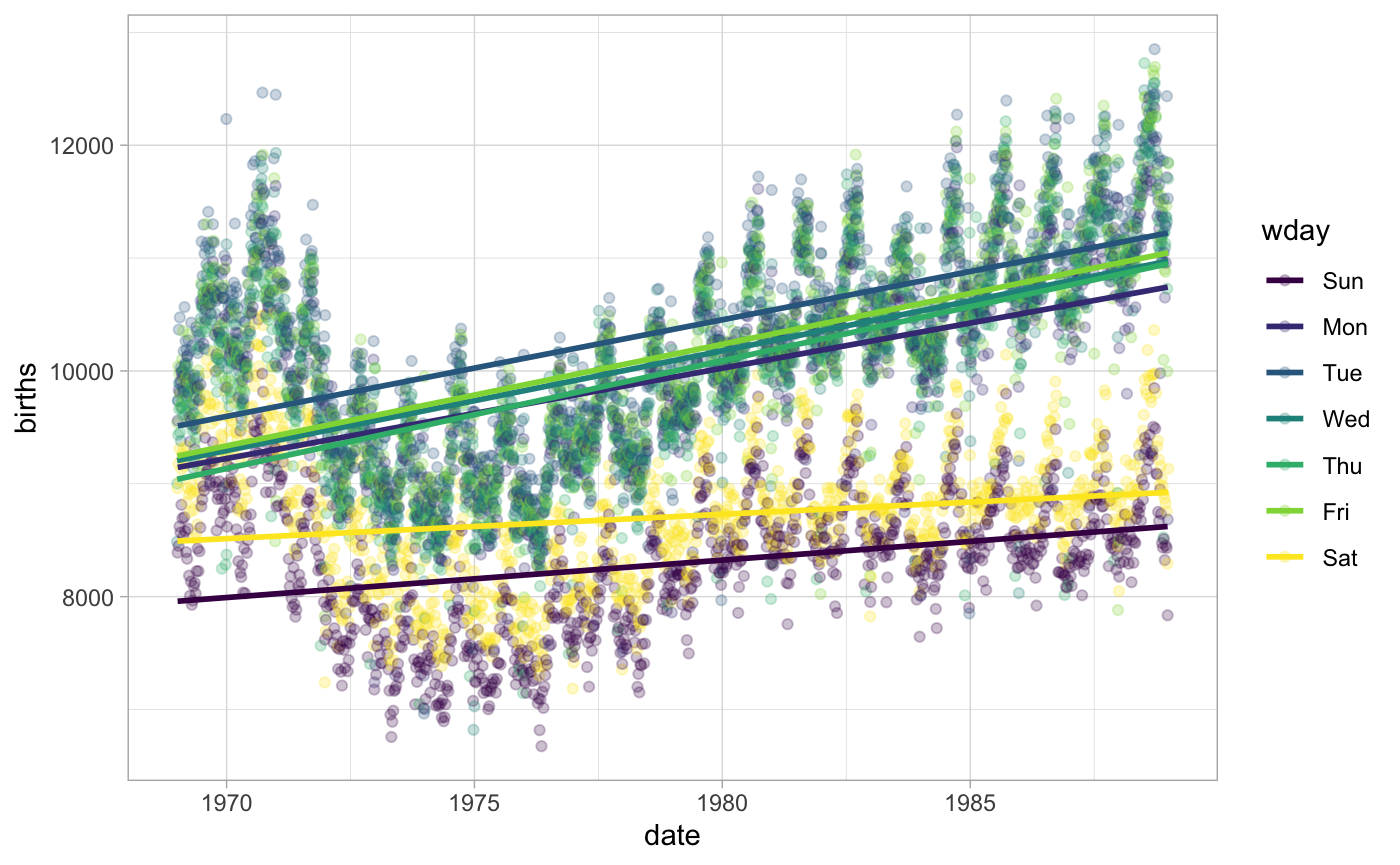 births
12000
10000
8000
1970 1975 1980 1985
date
wday
Sun
Mon
Tue
Wed
Thu
Fri
Sat